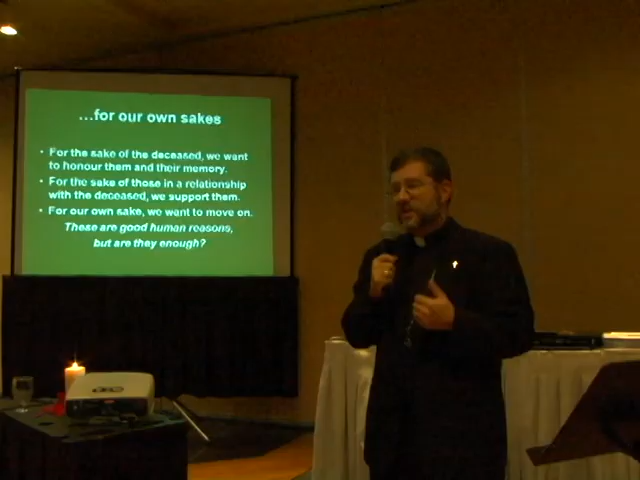 ...for our own sakes
• For the sake of the deceased, we want
to honour them and their memory.
• For the sake of those in a relationship
with the deceased, we support them.
• For our own sake, we want to move on.
These are good human reasons,
but are they enough?